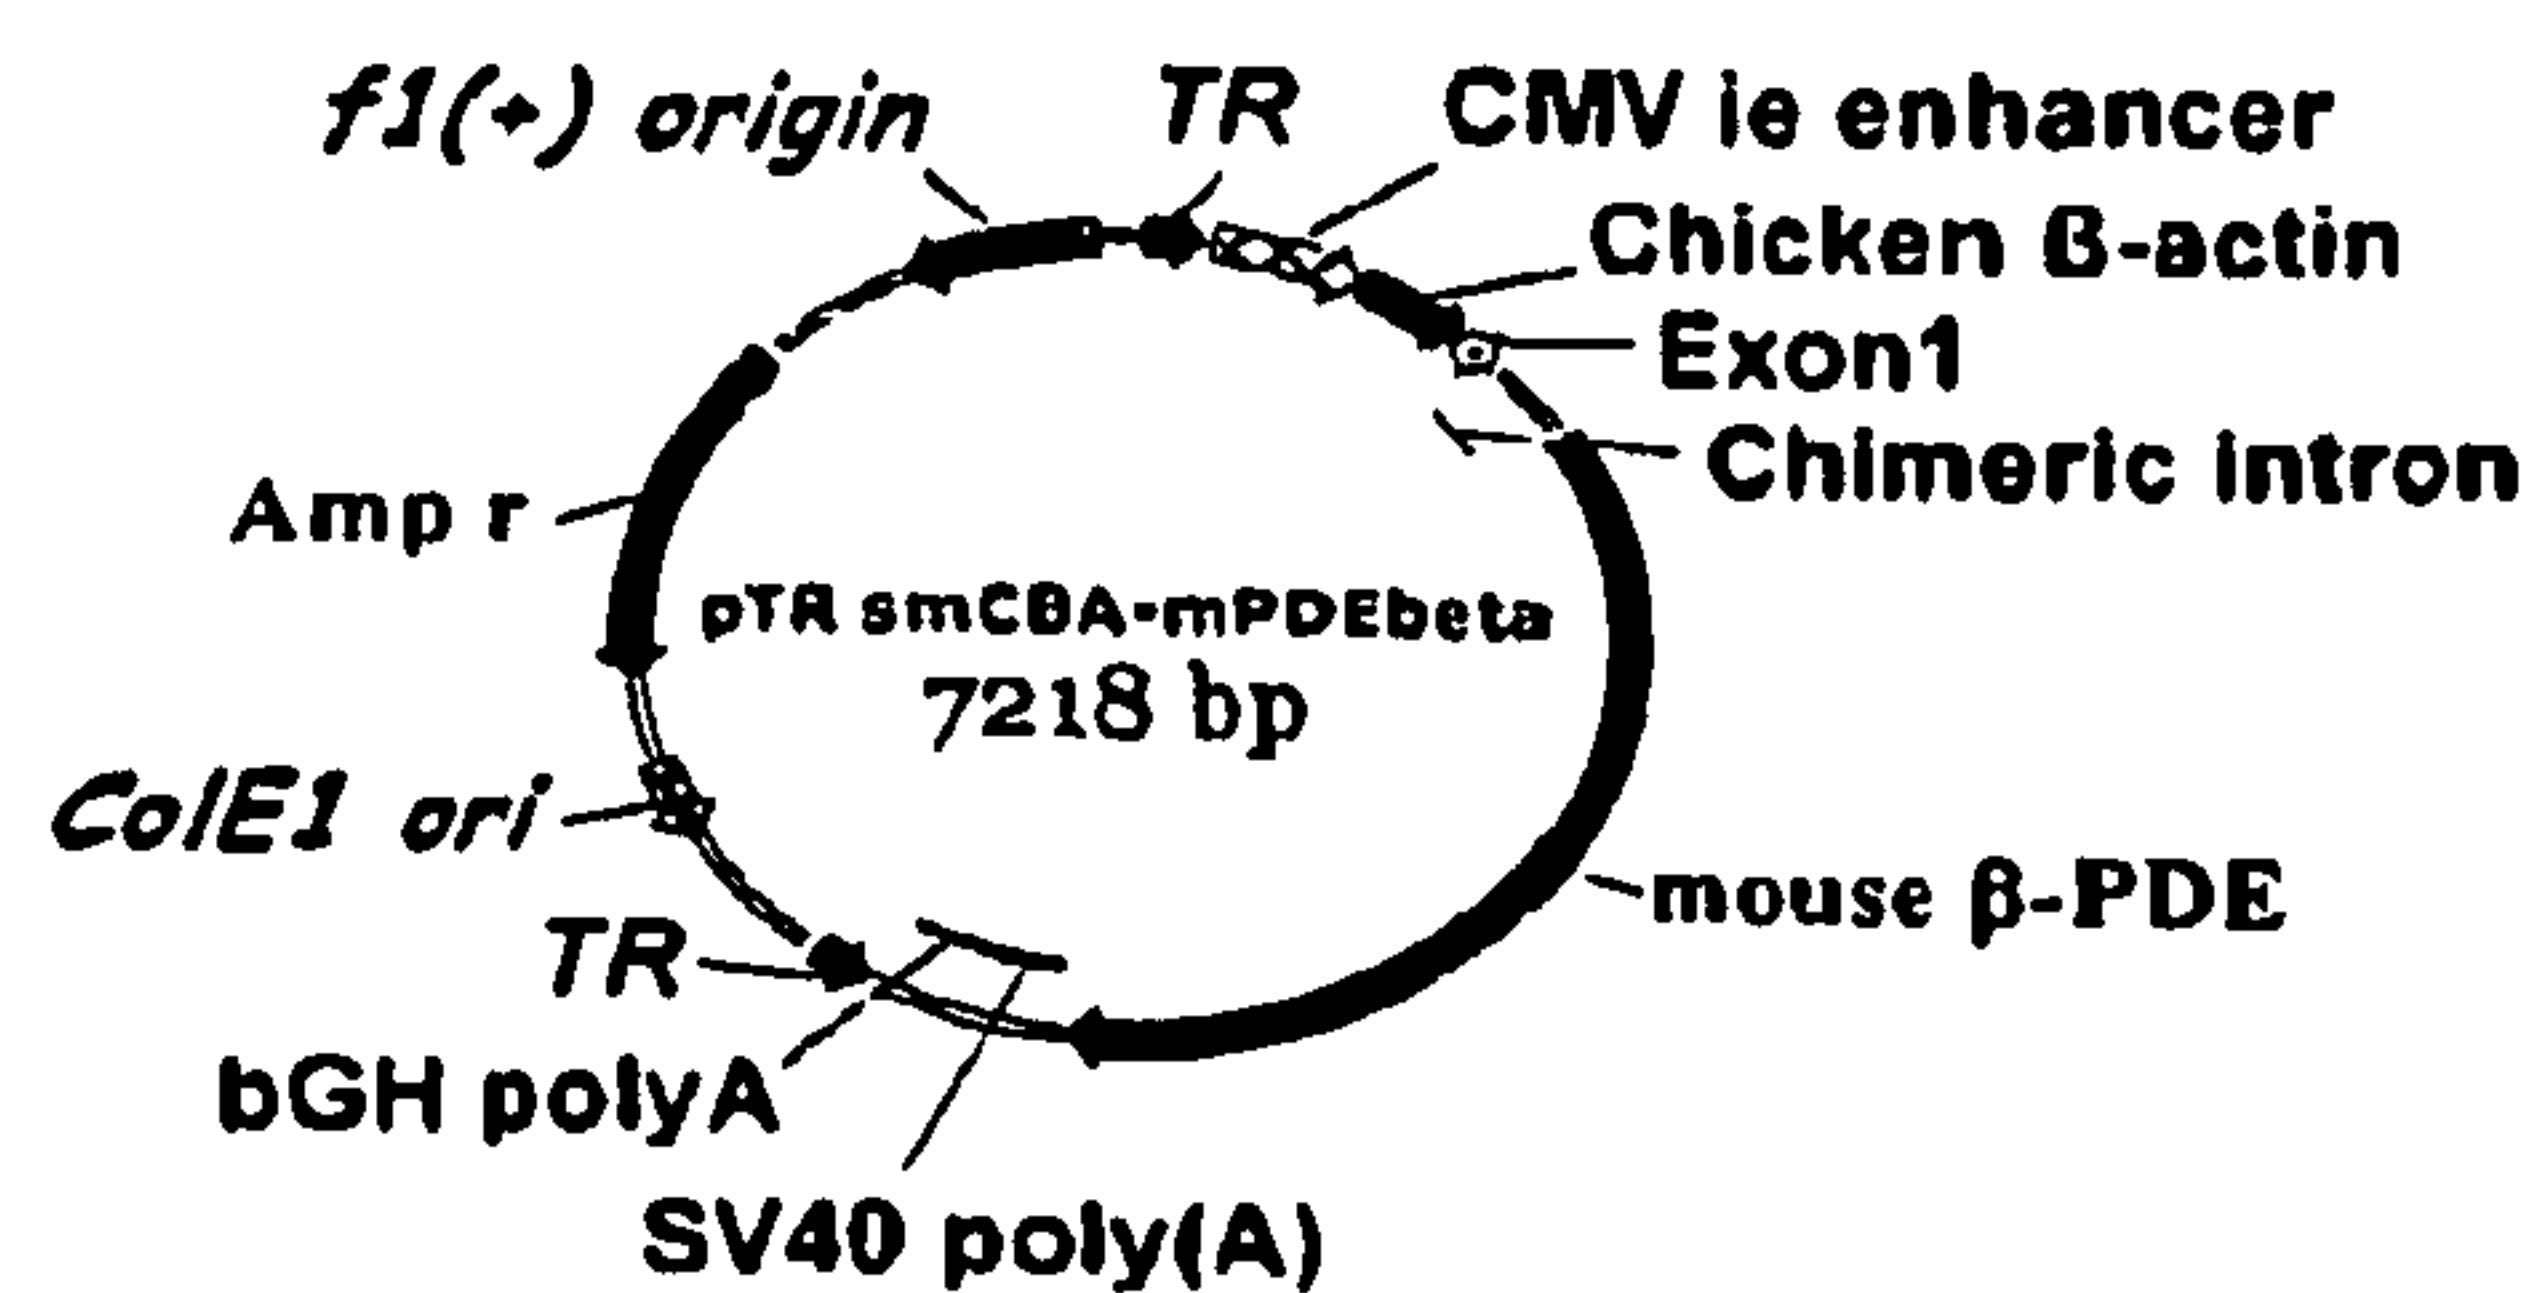 f1(+) origin
TR
CMV ie enhancer
Chicken ß-actin
Exon1
Chimeric intron
Amp r
pTR smCBA-mPDEbeta
7218 bp
ColE1 ori
mouse β-PDE
TR
bGH polyA
SV40 poly(A)